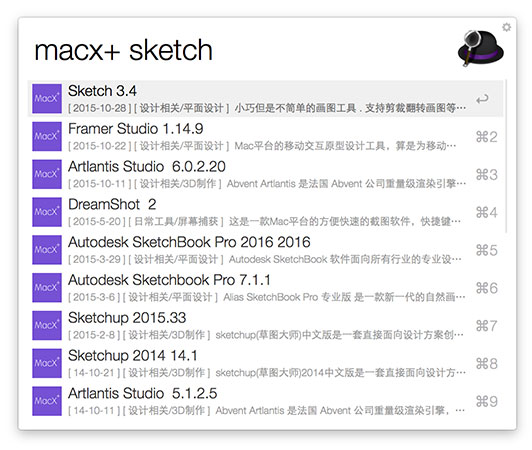 macx+ sketch
MacX+ Sketch 3.4
[ 2015-10-28 ] [ 设计相关/平面设计 ] 小巧但是不简单的画图工具 . 支持剪裁翻转画图等…
MacX+ Framer Studio 1.14.9 ⌘2
[ 2015-10-22 ] [ 设计相关/平面设计 ] Mac平台的移动交互原型设计工具，算是为移动…
MacX+ Artlantis Studio 6.0.2.20 ⌘3
[ 2015-10-11 ] [ 设计相关/3D制作 ] Abvent Artlantis 是法国 Abvent 公司重量级渲染引擎…
MacX+ DreamShot 2 ⌘4
[ 2015-5-20 ] [ 日常工具/屏幕捕获 ] 这是一款Mac平台的方便快速的截图软件，快捷键…
MacX+ Autodesk SketchBook Pro 2016 2016 ⌘5
[ 2015-3-29 ] [ 设计相关/平面设计 ] Autodesk SketchBook 软件面向所有行业的专业设…
MacX+ Autodesk Sketchbook Pro 7.1.1 ⌘6
[ 2015-3-6 ] [ 设计相关/平面设计 ] Alias SketchBook Pro 专业版 是一款新一代的自然画…
MacX+ Sketchup 2015.33 ⌘7
[ 2015-2-8 ] [ 设计相关/3D制作 ] sketchup(草图大师)中文版是一套直接面向设计方案创…
MacX+ Sketchup 2014 14.1 ⌘8
[ 14-10-21 ] [ 设计相关/3D制作 ] sketchup(草图大师)2014中文版是一套直接面向设计方…
MacX+ Artlantis Studio 5.1.2.5 ⌘9
[ 14-10-11 ] [ 设计相关/3D制作 ] Abvent Artlantis 是法国 Abvent 公司重量级渲染引擎，…